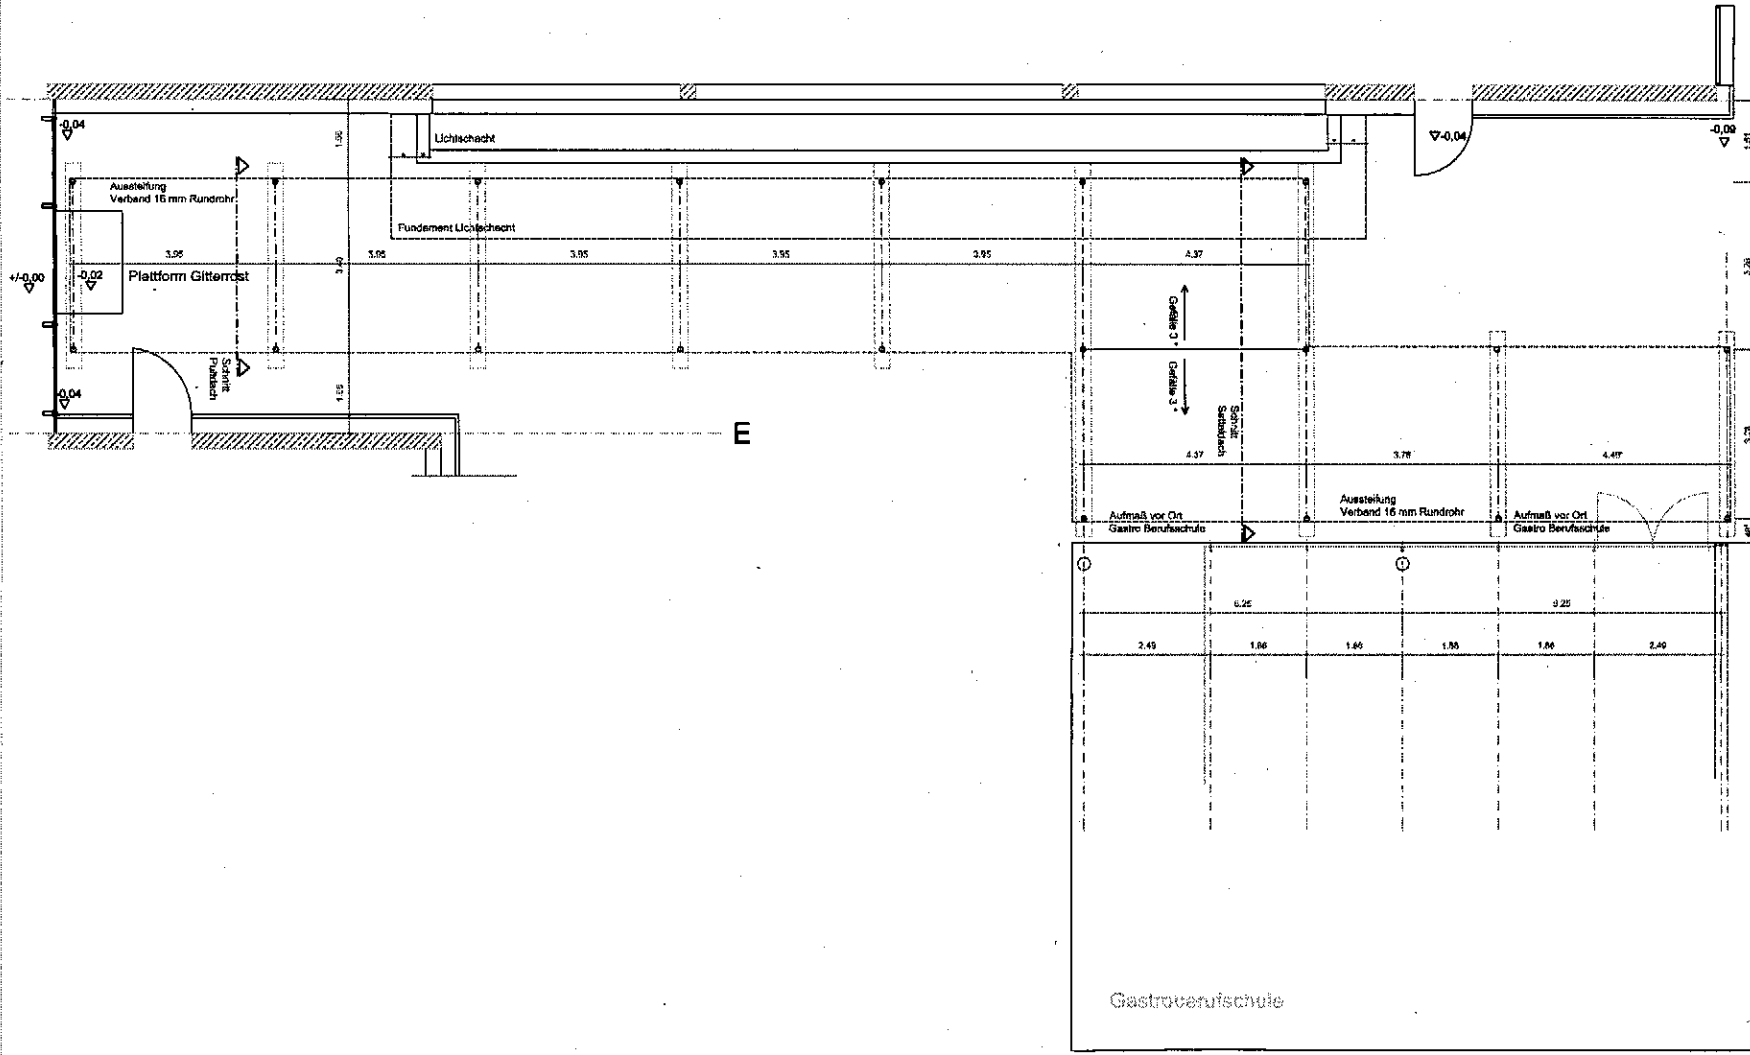 -0,04
Lichtschacht
-0,04
-0,09
1.51
Aussteifung
Verband 16 mm Rundrohr
Fundament Lichtschacht
3.95
3.95
3.95
3.95
3.95
4.37
+/-0,00
-0,02
Plattform Gitterrost
3.40
Gefälle 3 °
Gefälle 3 °
Schnitt
Pultdach
-0,04
E
Schnitt
Satteldach
4.37
3.78
Aussteifung
Verband 16 mm Rundrohr
Aufmaß vor Ort
Gastro Berufsschule
Aufmaß vor Ort
Gastro Berufsschule
6.25
6.25
2.49
1.86
1.86
1.86
1.86
2.49
Gastroberufschule